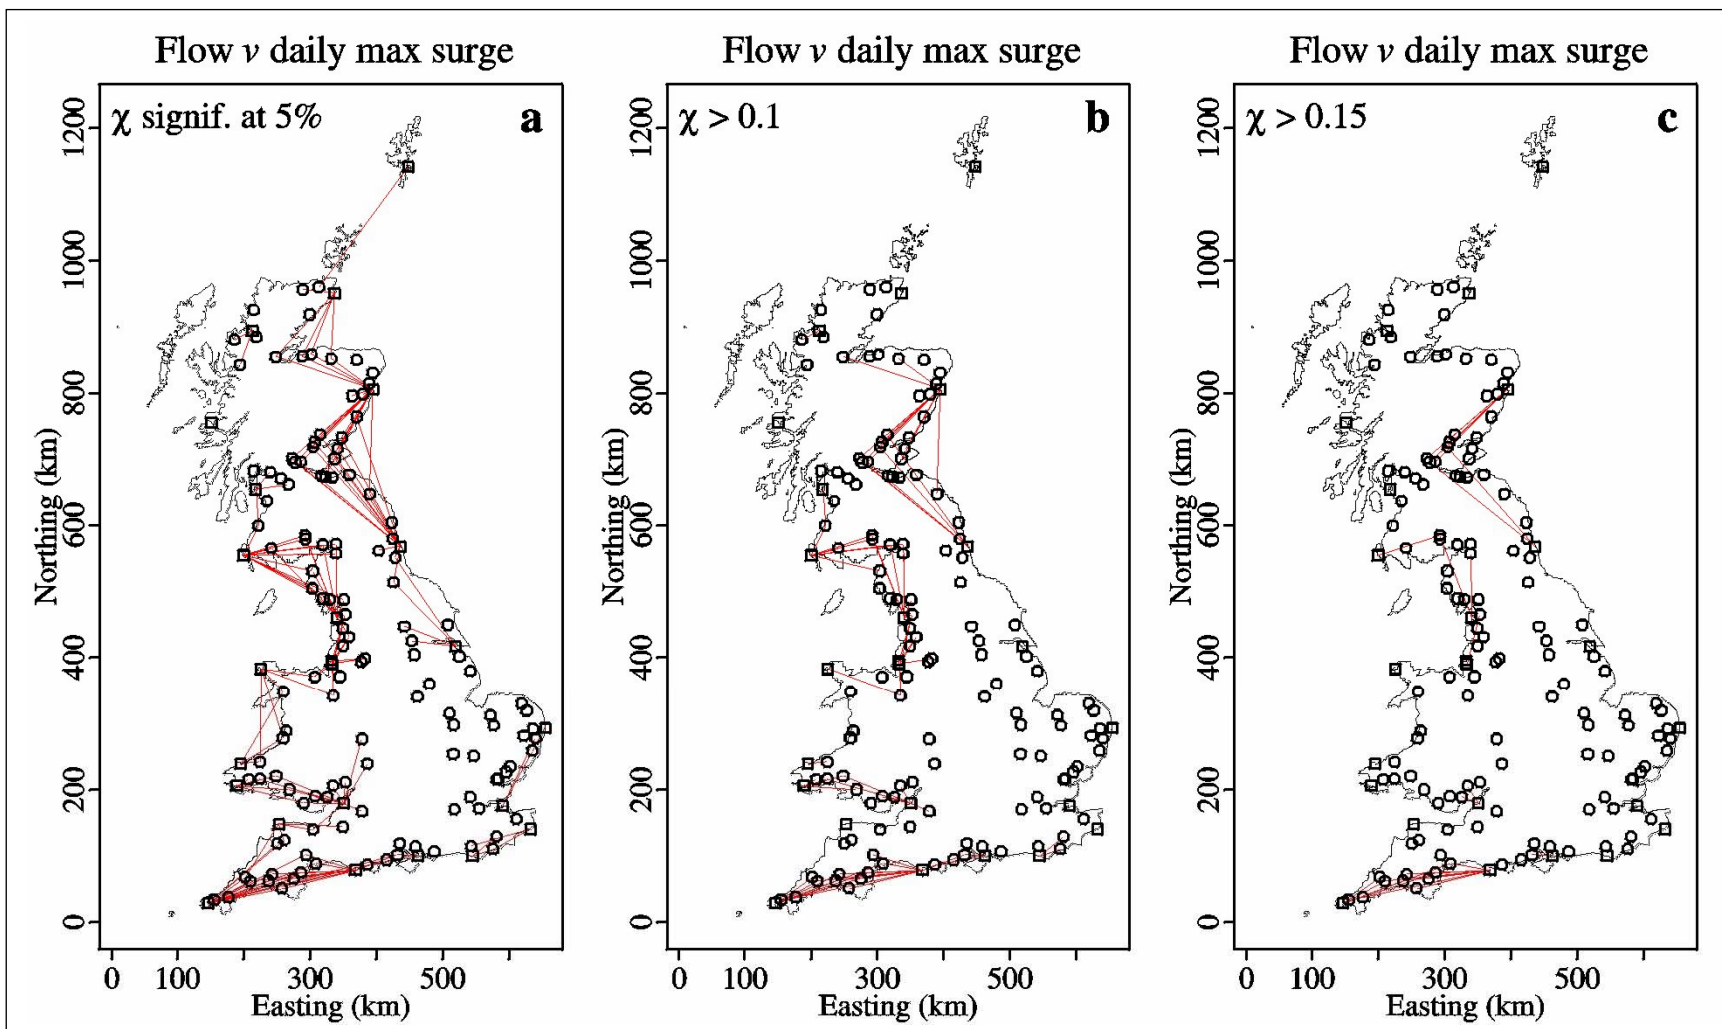 Flow v daily max surge
χ signif. at 5%
a
1200
1000
800
600
400
200
0
Northing (km)
0
100
300
500
Easting (km)
Flow v daily max surge
χ > 0.1
b
1200
1000
800
600
400
200
0
Northing (km)
0
100
300
500
Easting (km)
Flow v daily max surge
χ > 0.15
c
1200
1000
800
600
400
200
0
Northing (km)
0
100
300
500
Easting (km)